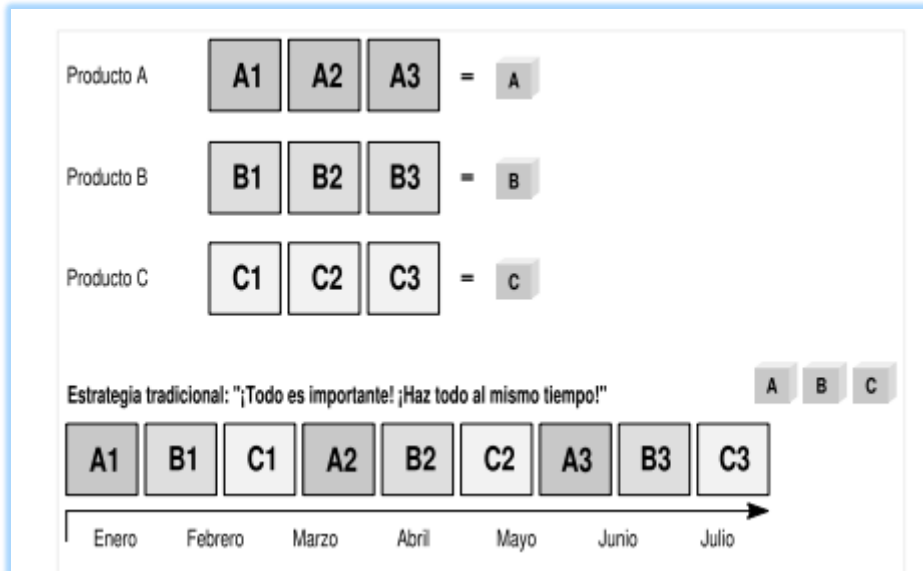 Producto A A1 A2 A3 = A
Producto B B1 B2 B3 = B
Producto C C1 C2 C3 = C
A B C
Estrategia tradicional: "¡Todo es importante! ¡Haz todo al mismo tiempo!"
A1 B1 C1 A2 B2 C2 A3 B3 C3
Enero Febrero Marzo Abril Mayo Junio Julio